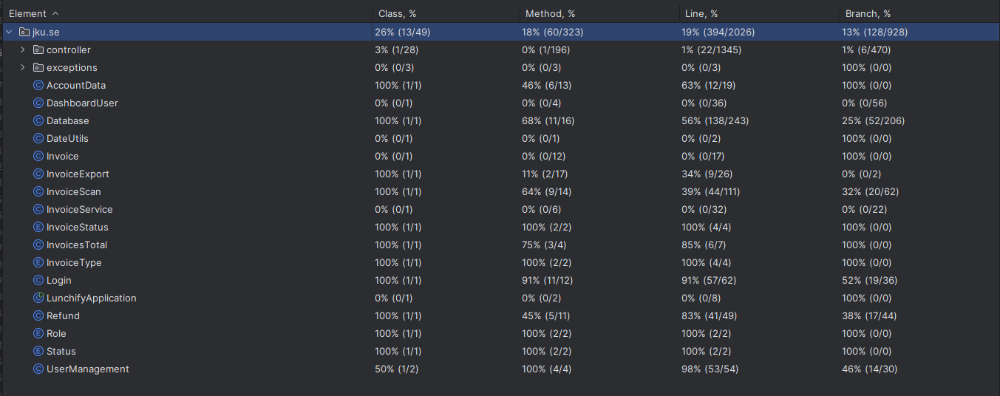 Element Class, % Method, % Line, % Branch, %
jku.se 26% (13/49) 18% (60/323) 19% (394/2026) 13% (128/928)
controller 3% (1/28) 0% (1/196) 1% (22/1345) 1% (6/470)
exceptions 0% (0/3) 0% (0/3) 0% (0/3) 100% (0/0)
AccountData 100% (1/1) 46% (6/13) 63% (12/19) 100% (0/0)
DashboardUser 0% (0/1) 0% (0/4) 0% (0/36) 0% (0/56)
Database 100% (1/1) 68% (11/16) 56% (138/243) 25% (52/206)
DateUtils 0% (0/1) 0% (0/1) 0% (0/2) 100% (0/0)
Invoice 0% (0/1) 0% (0/12) 0% (0/17) 100% (0/0)
InvoiceExport 100% (1/1) 11% (2/17) 34% (9/26) 0% (0/2)
InvoiceScan 100% (1/1) 64% (9/14) 39% (44/111) 32% (20/62)
InvoiceService 0% (0/1) 0% (0/6) 0% (0/32) 0% (0/22)
InvoiceStatus 100% (1/1) 100% (2/2) 100% (4/4) 100% (0/0)
InvoicesTotal 100% (1/1) 75% (3/4) 85% (6/7) 100% (0/0)
InvoiceType 100% (1/1) 100% (2/2) 100% (4/4) 100% (0/0)
Login 100% (1/1) 91% (11/12) 91% (57/62) 52% (19/36)
LunchifyApplication 0% (0/1) 0% (0/2) 0% (0/8) 100% (0/0)
Refund 100% (1/1) 45% (5/11) 83% (41/49) 38% (17/44)
Role 100% (1/1) 100% (2/2) 100% (2/2) 100% (0/0)
Status 100% (1/1) 100% (2/2) 100% (2/2) 100% (0/0)
UserManagement 50% (1/2) 100% (4/4) 98% (53/54) 46% (14/30)